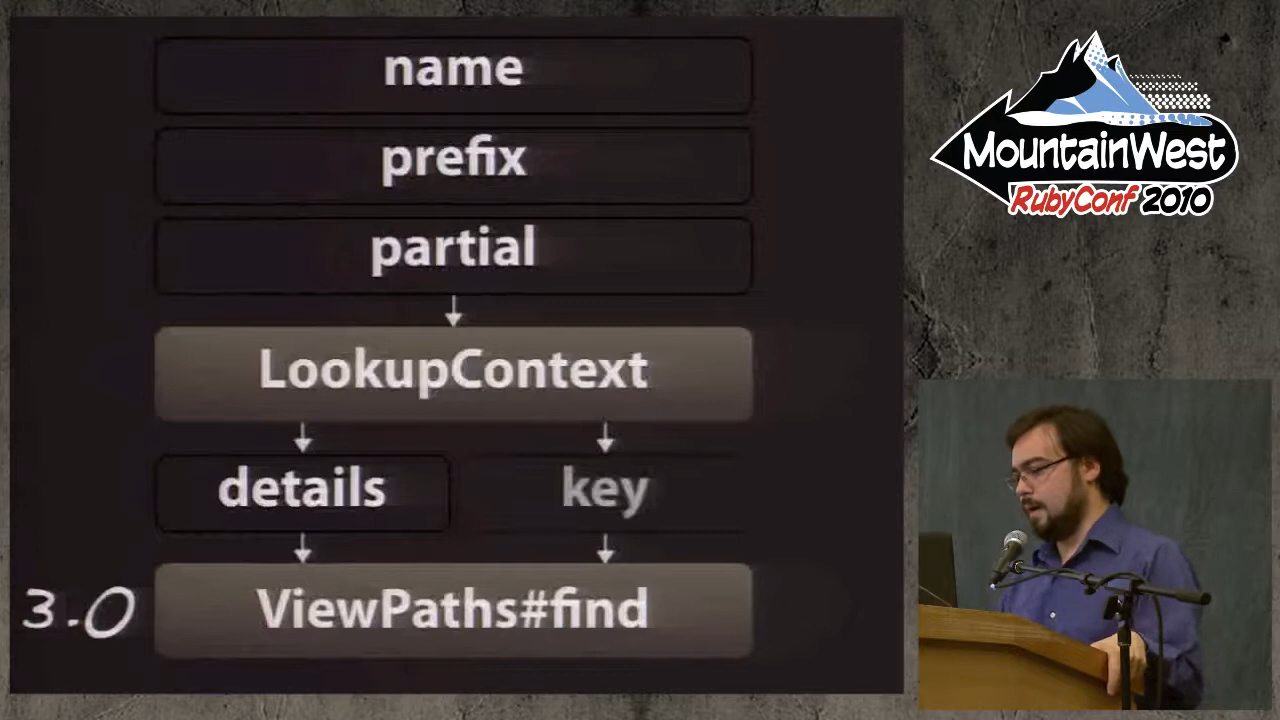 name
prefix
partial
LookupContext
details key
3.0 ViewPaths#find
MountainWest
RubyConf 2010